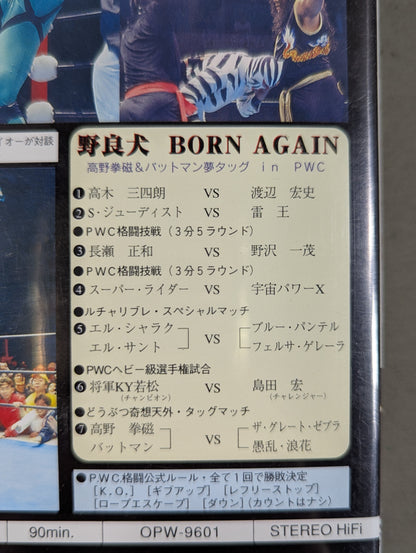 イオーが対談
野良犬 BORN AGAIN
高野拳磁&バットマン夢タッグ in PWC
❶高木 三四朗 VS 渡辺 宏史
❷S・ジューディスト VS 雷 王
●PWC格闘技戦（3分5ラウンド）
❸長瀬 正和 VS 野沢 一茂
●PWC格闘技戦（3分5ラウンド）
❹スーパー・ライダー VS 宇宙パワーX
●ルチャリブレ・スペシャルマッチ
❺エル・シャラク エル・サント VS ブルー・パンテル フェルサ・ゲレーラ
●PWCヘビー級選手権試合
❻将軍KY若松 VS 島田 宏
(チャンピオン) (チャレンジャー)
●どうぶつ奇想天外・タッグマッチ
❼高野 拳磁 バットマン VS ザ・グレート・ゼブラ 愚乱・浪花
●P.W.C.格闘公式ルール・全て1回で勝敗決定
[K.O.] [ギブアップ] [レフリーストップ]
[ロープエスケープ] [ダウン](カウントはナシ)
90min. OPW-9601 STEREO HiFi